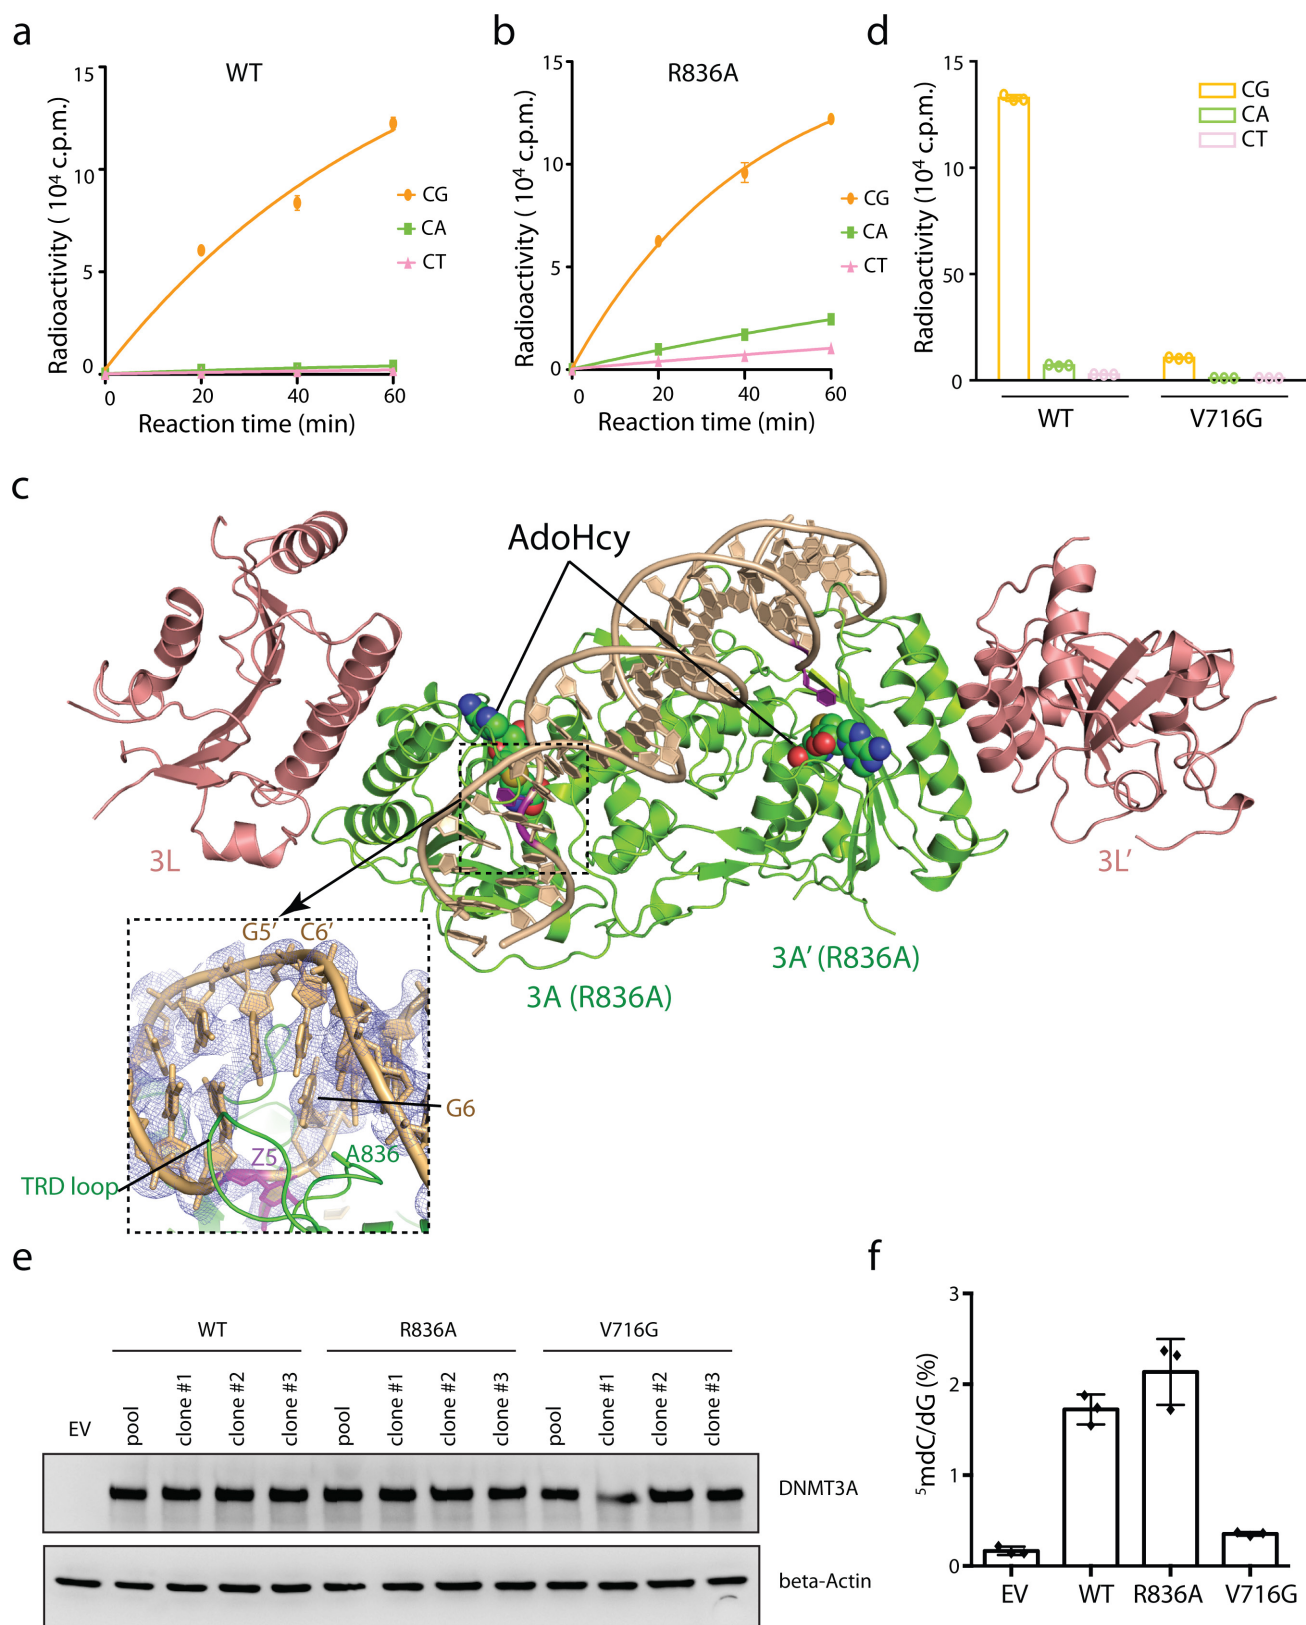 a
WT
Radioactivity ( 10⁴ c.p.m.)
15
10
5
0
0
20
40
60
Reaction time (min)
CG
CA
CT
b
R836A
Radioactivity ( 10⁴ c.p.m.)
15
10
5
0
0
20
40
60
Reaction time (min)
CG
CA
CT
d
Radioactivity (10⁴ c.p.m.)
15
10
50
0
CG
CA
CT
WT
V716G
c
AdoHcy
3L
3L′
3A′ (R836A)
3A (R836A)
G5′ C6′
G6
Z5
A836
TRD loop
e
WT
R836A
V716G
EV
pool
clone #1
clone #2
clone #3
pool
clone #1
clone #2
clone #3
pool
clone #1
clone #2
clone #3
DNMT3A
beta-Actin
f
⁵mdC/dG (%)
3
2
1
0
EV
WT
R836A
V716G